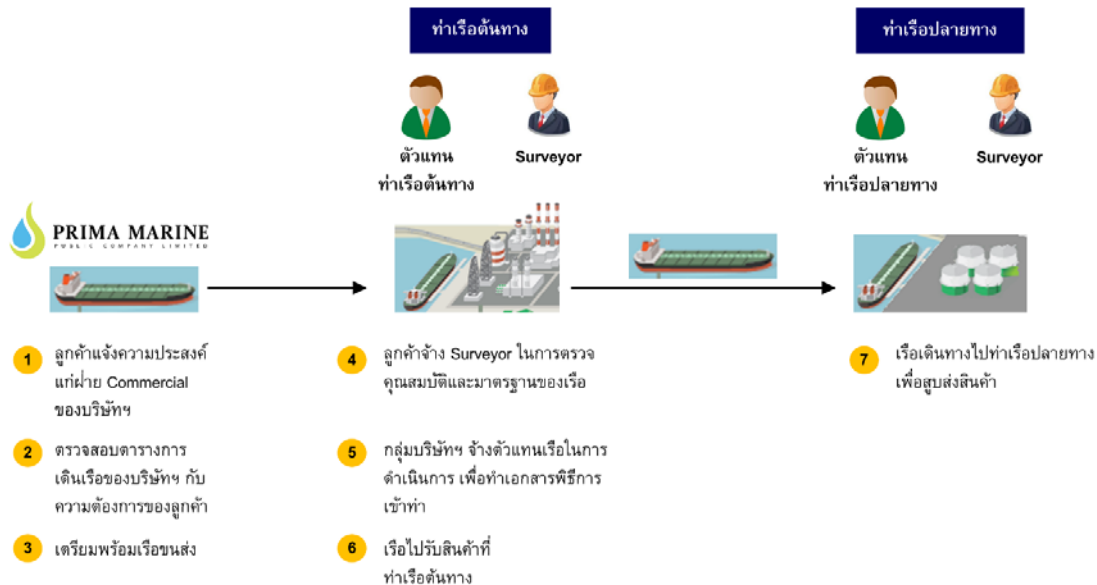 ท่าเรือต้นทาง
ท่าเรือปลายทาง
ตัวแทน
ท่าเรือต้นทาง
Surveyor
ตัวแทน
ท่าเรือปลายทาง
Surveyor
PRIMA MARINE
PUBLIC COMPANY LIMITED
1 ลูกค้าแจ้งความประสงค์
แก่ฝ่าย Commercial
ของบริษัทฯ
2 ตรวจสอบตารางการ
เดินเรือของบริษัทฯ กับ
ความต้องการของลูกค้า
3 เตรียมพร้อมเรือขนส่ง
4 ลูกค้าจ้าง Surveyor ในการตรวจ
คุณสมบัติและมาตรฐานของเรือ
5 กลุ่มบริษัทฯ จ้างตัวแทนเรือในการ
ดำเนินการ เพื่อทำเอกสารพิธีการ
เข้าท่า
6 เรือไปรับสินค้าที่
ท่าเรือต้นทาง
7 เรือเดินทางไปท่าเรือปลายทาง
เพื่อสูบส่งสินค้า